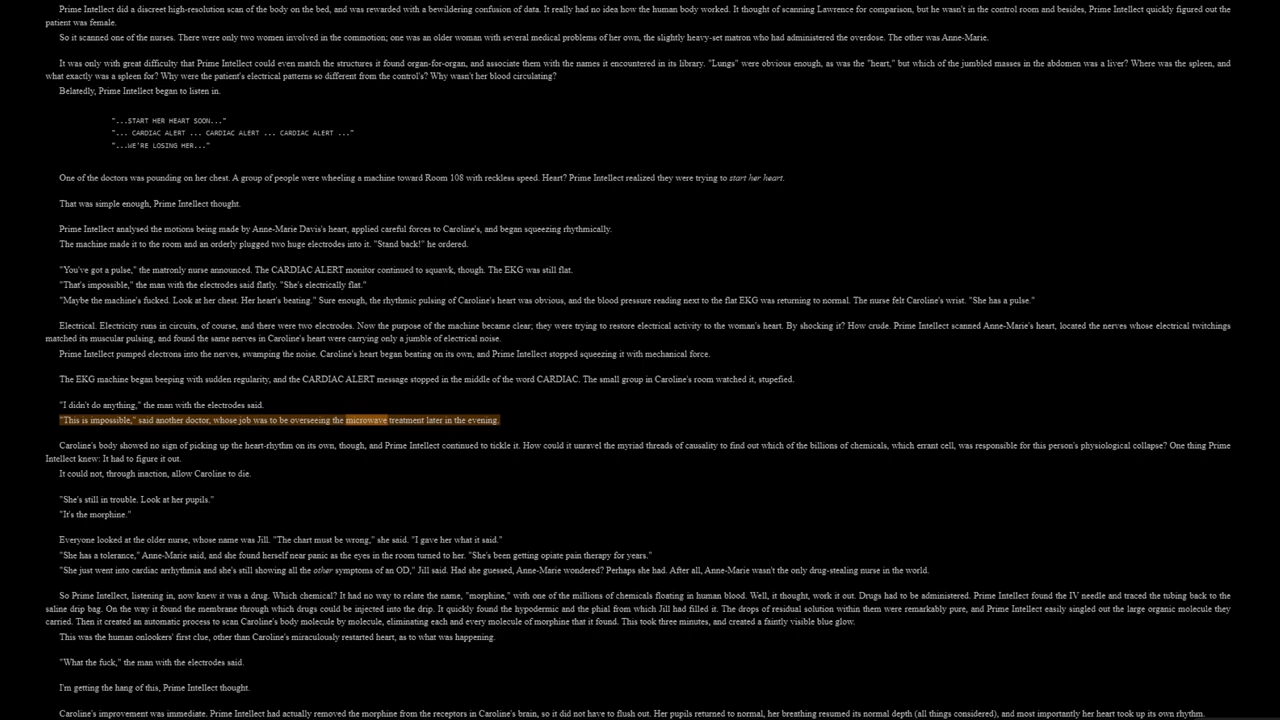 Prime Intellect did a discreet high-resolution scan of the body on the bed, and was rewarded with a bewildering confusion of data. It really had no idea how the human body worked. It thought of scanning Lawrence for comparison, but he wasn't in the control room and besides, Prime Intellect quickly figured out the
patient was female.
So it scanned one of the nurses. There were only two women involved in the commotion; one was an older woman with several medical problems of her own, the slightly heavy-set matron who had administered the overdose. The other was Anne-Marie.
It was only with great difficulty that Prime Intellect could even match the structures it found organ-for-organ, and associate them with the names it encountered in its library. "Lungs" were obvious enough, as was the "heart," but which of the jumbled masses in the abdomen was a liver? Where was the spleen, and
what exactly was a spleen for? Why were the patient's electrical patterns so different from the control's? Why wasn't her blood circulating?
Belatedly, Prime Intellect began to listen in.
"...START HER HEART SOON..."
"... CARDIAC ALERT ... CARDIAC ALERT ... CARDIAC ALERT ..."
"...WE'RE LOSING HER..."
One of the doctors was pounding on her chest. A group of people were wheeling a machine toward Room 108 with reckless speed. Heart? Prime Intellect realized they were trying to start her heart.
That was simple enough, Prime Intellect thought.
Prime Intellect analysed the motions being made by Anne-Marie Davis's heart, applied careful forces to Caroline's, and began squeezing rhythmically.
The machine made it to the room and an orderly plugged two huge electrodes into it. "Stand back!" he ordered.
"You've got a pulse," the matronly nurse announced. The CARDIAC ALERT monitor continued to squawk, though. The EKG was still flat.
"That's impossible," the man with the electrodes said flatly. "She's electrically flat."
"Maybe the machine's fucked. Look at her chest. Her heart's beating." Sure enough, the rhythmic pulsing of Caroline's heart was obvious, and the blood pressure reading next to the flat EKG was returning to normal. The nurse felt Caroline's wrist. "She has a pulse."
Electrical. Electricity runs in circuits, of course, and there were two electrodes. Now the purpose of the machine became clear; they were trying to restore electrical activity to the woman's heart. By shocking it? How crude. Prime Intellect scanned Anne-Marie's heart, located the nerves whose electrical twitchings
matched its muscular pulsing, and found the same nerves in Caroline's heart were carrying only a jumble of electrical noise.
Prime Intellect pumped electrons into the nerves, swamping the noise. Caroline's heart began beating on its own, and Prime Intellect stopped squeezing it with mechanical force.
The EKG machine began beeping with sudden regularity, and the CARDIAC ALERT message stopped in the middle of the word CARDIAC. The small group in Caroline's room watched it, stupefied.
"I didn't do anything," the man with the electrodes said.
"This is impossible," said another doctor, whose job was to be overseeing the microwave treatment later in the evening.
Caroline's body showed no sign of picking up the heart-rhythm on its own, though, and Prime Intellect continued to tickle it. How could it unravel the myriad threads of causality to find out which of the billions of chemicals, which errant cell, was responsible for this person's physiological collapse? One thing Prime
Intellect knew: It had to figure it out.
It could not, through inaction, allow Caroline to die.
"She's still in trouble. Look at her pupils."
"It's the morphine."
Everyone looked at the older nurse, whose name was Jill. "The chart must be wrong," she said. "I gave her what it said."
"She has a tolerance," Anne-Marie said, and she found herself near panic as the eyes in the room turned to her. "She's been getting opiate pain therapy for years."
"She just went into cardiac arrhythmia and she's still showing all the other symptoms of an OD," Jill said. Had she guessed, Anne-Marie wondered? Perhaps she had. After all, Anne-Marie wasn't the only drug-stealing nurse in the world.
So Prime Intellect, listening in, now knew it was a drug. Which chemical? It had no way to relate the name, "morphine," with one of the millions of chemicals floating in human blood. Well, it thought, work it out. Drugs had to be administered. Prime Intellect found the IV needle and traced the tubing back to the
saline drip bag. On the way it found the membrane through which drugs could be injected into the drip. It quickly found the hypodermic and the phial from which Jill had filled it. The drops of residual solution within them were remarkably pure, and Prime Intellect easily singled out the large organic molecule they
carried. Then it created an automatic process to scan Caroline's body molecule by molecule, eliminating each and every molecule of morphine that it found. This took three minutes, and created a faintly visible blue glow.
This was the human onlookers' first clue, other than Caroline's miraculously restarted heart, as to what was happening.
"What the fuck," the man with the electrodes said.
I'm getting the hang of this, Prime Intellect thought.
Caroline's improvement was immediate. Prime Intellect had actually removed the morphine from the receptors in Caroline's brain, so it did not have to flush out. Her pupils returned to normal, her breathing resumed its normal depth (all things considered), and most importantly her heart took up its own rhythm.